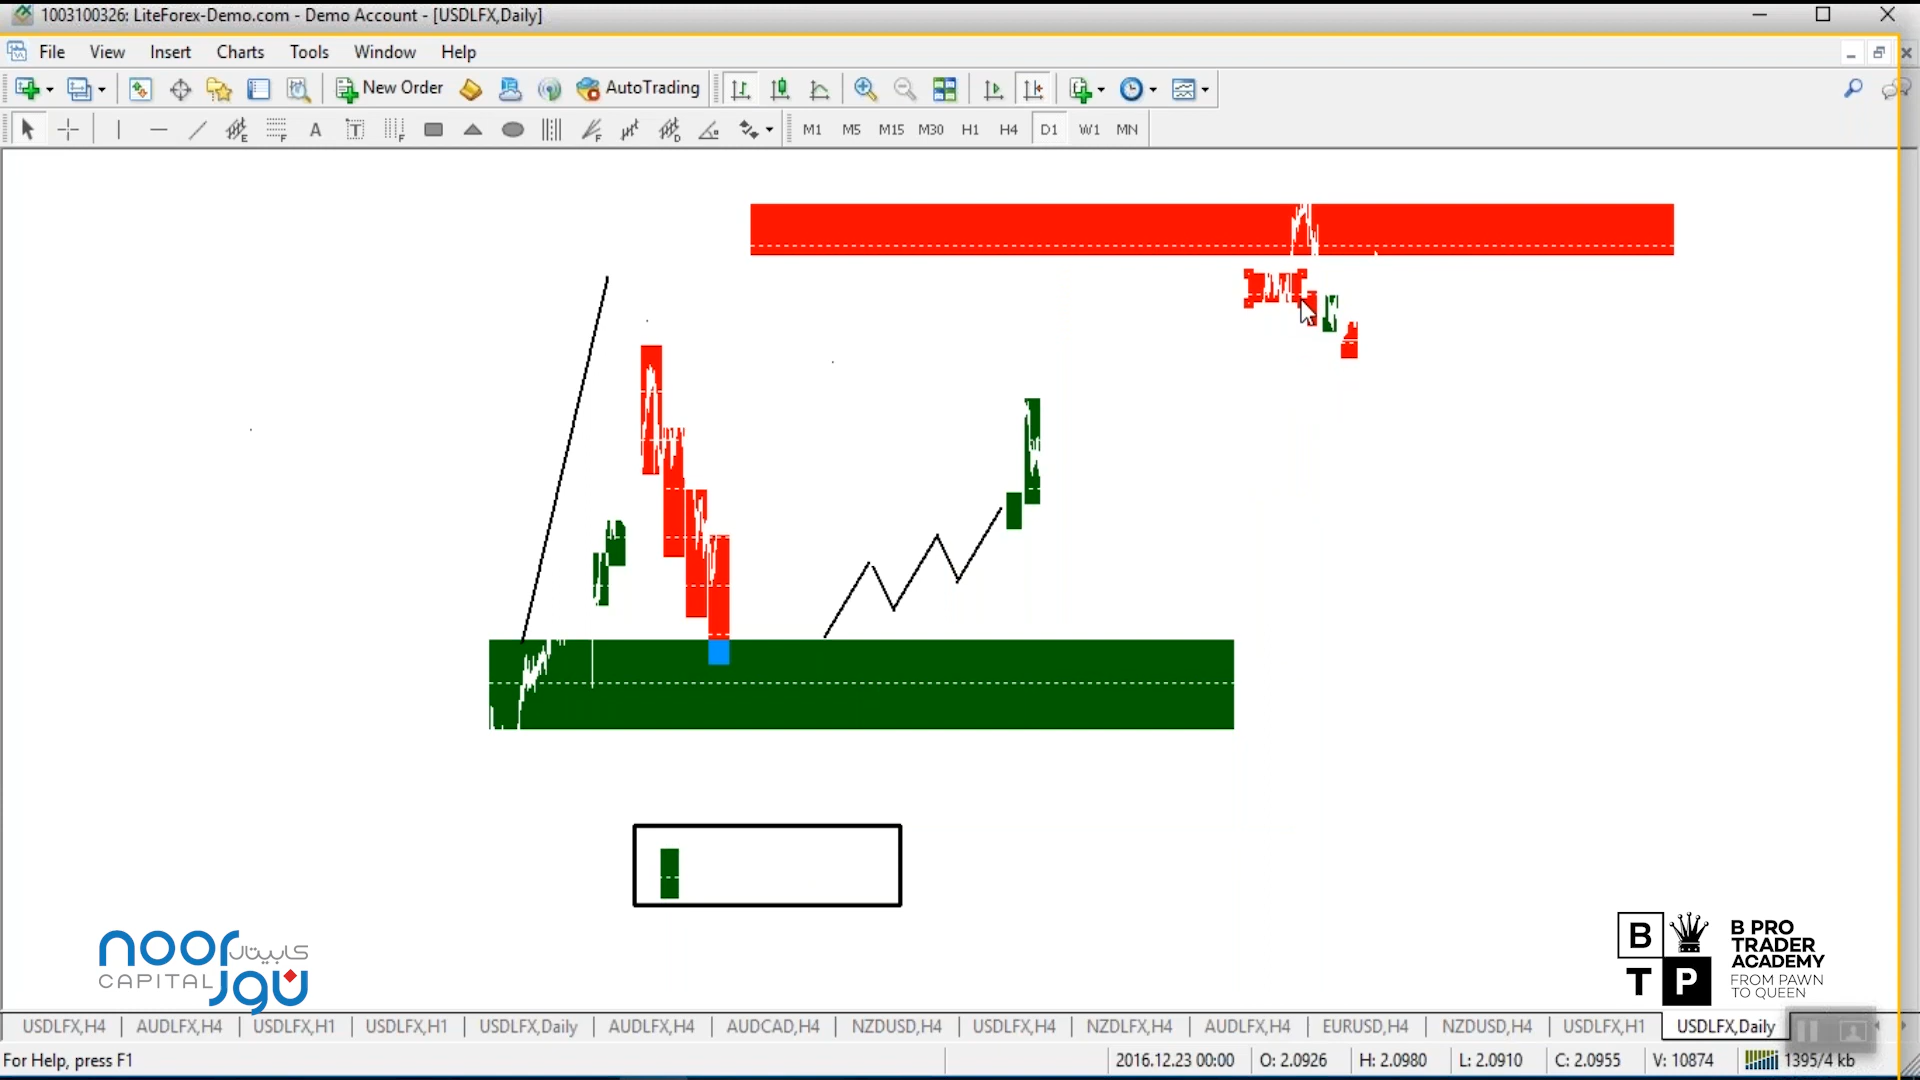 1003100326: LiteForex-Demo.com - Demo Account - [USDLFX,Daily]
File View Insert Charts Tools Window Help
New Order AutoTrading
A T M1 M5 M15 M30 H1 H4 D1 W1 MN
noor كابيتال
CAPITAL نور
B T P
B PRO
TRADER
ACADEMY
FROM PAWN
TO QUEEN
USDLFX,H4 AUDLFX,H4 USDLFX,H1 USDLFX,H1 USDLFX,Daily AUDLFX,H4 AUDCAD,H4 NZDUSD,H4 USDLFX,H4 NZDLFX,H4 AUDLFX,H4 EURUSD,H4 NZDUSD,H4 USDLFX,H1 USDLFX,Daily
For Help, press F1 2016.12.23 00:00 O: 2.0926 H: 2.0980 L: 2.0910 C: 2.0955 V: 10874 1395/4 kb